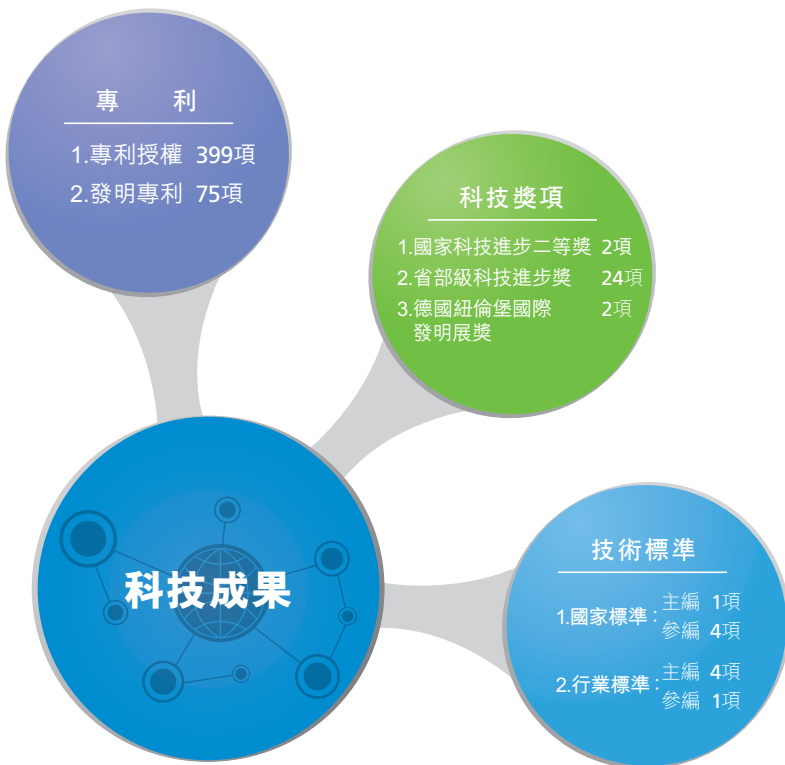 專 利
1.專利授權 399項
2.發明專利 75項
科技獎項
1.國家科技進步二等獎 2項
2.省部級科技進步獎 24項
3.德國紐倫堡國際 2項
發明展獎
科技成果
技術標準
1.國家標準： 主編 1項
參編 4項
2.行業標準： 主編 4項
參編 1項